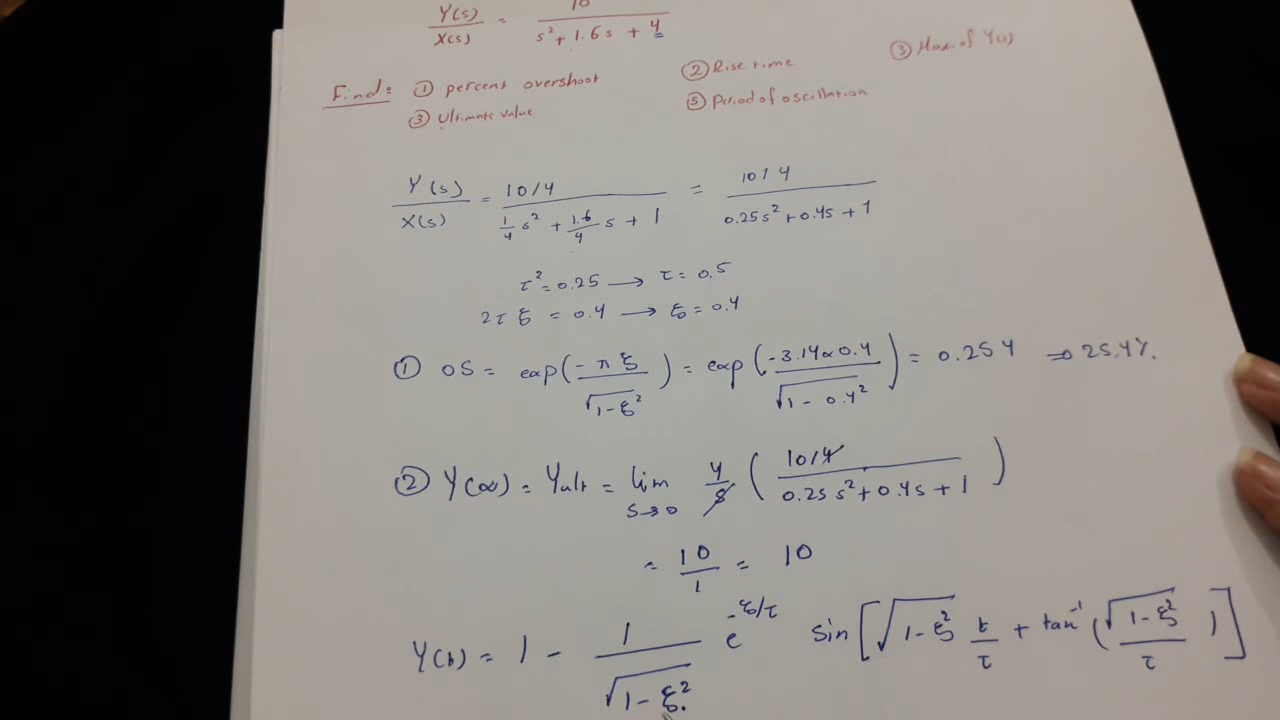 Y(s)/X(s) = 10/(s² + 1.6s + 4)
Find: ① percent overshoot ② Rise time ③ Max of Y(t)
③ Ultimate value ⑤ Period of oscillation
Y(s)/X(s) = (10/4)/(1/4 s² + 1.6/4 s + 1) = (10/4)/(0.25s² + 0.4s + 1)
τ² = 0.25 → τ = 0.5
2τξ = 0.4 → ξ = 0.4
① OS = exp(-πξ/√1-ξ²) = exp(-3.14×0.4/√1-0.4²) = 0.254 ⇒ 25.4%
② Y(∞) = Yult = lim s→0 4/s ((10/4)/(0.25s² + 0.4s + 1))
= 10/1 = 10
Y(t) = 1 - 1/√1-ξ² e^-ξ/τ sin[√1-ξ² t/τ + tan⁻¹(√1-ξ²/τ)]